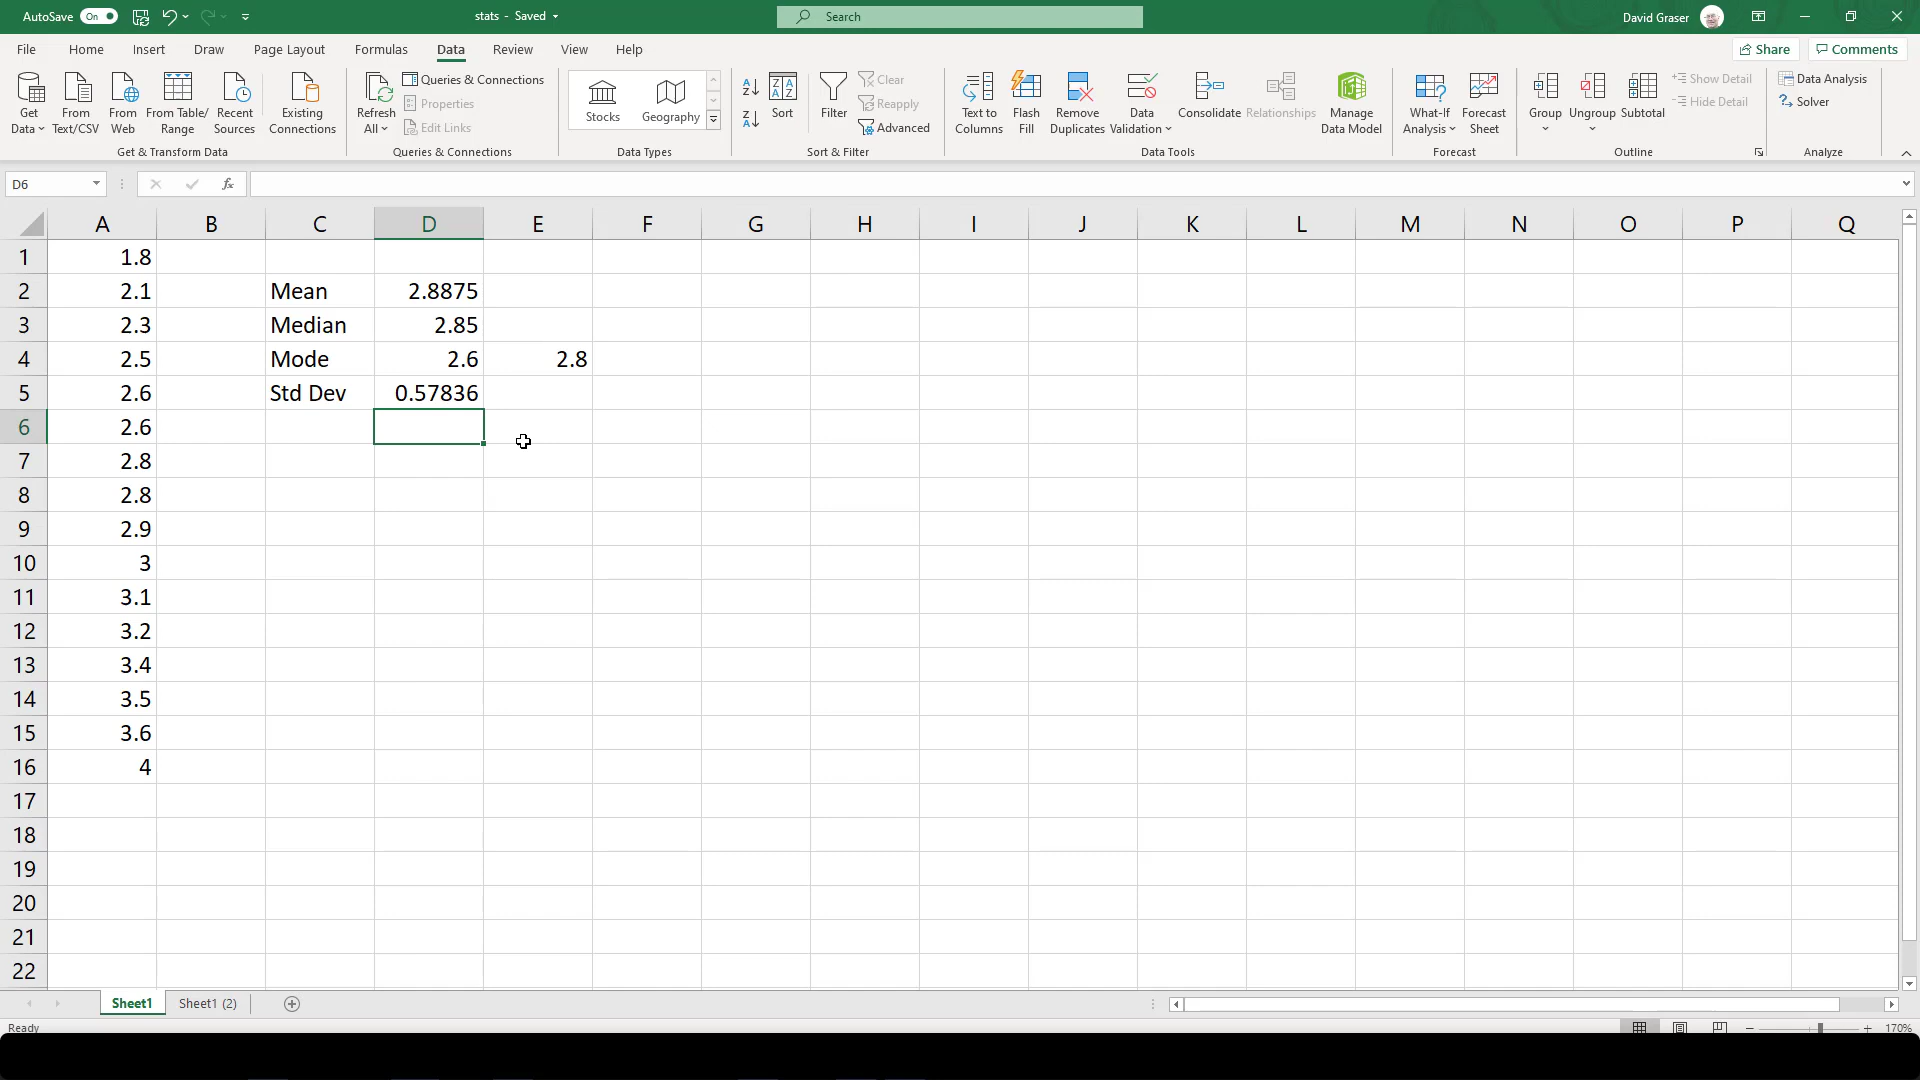 AutoSave On stats - Saved Search David Graser
File Home Insert Draw Page Layout Formulas Data Review View Help Share Comments
Get Data From Text/CSV From Web From Table/ Range Recent Sources Existing Connections
Get & Transform Data
Refresh All Queries & Connections Properties Edit Links
Queries & Connections
Stocks Geography
Data Types
Sort Filter Clear Reapply Advanced
Sort & Filter
Text to Columns Flash Fill Remove Duplicates Data Validation Consolidate Relationships Manage Data Model
Data Tools
What-If Analysis Forecast Sheet
Forecast
Group Ungroup Subtotal Show Detail Hide Detail
Outline
Data Analysis Solver
Analyze
D6 fx
A B C D E F G H I J K L M N O P Q
1 1.8
2 2.1 Mean 2.8875
3 2.3 Median 2.85
4 2.5 Mode 2.6 2.8
5 2.6 Std Dev 0.57836
6 2.6
7 2.8
8 2.8
9 2.9
10 3
11 3.1
12 3.2
13 3.4
14 3.5
15 3.6
16 4
17
18
19
20
21
22
Sheet1 Sheet1 (2)
Ready 170%